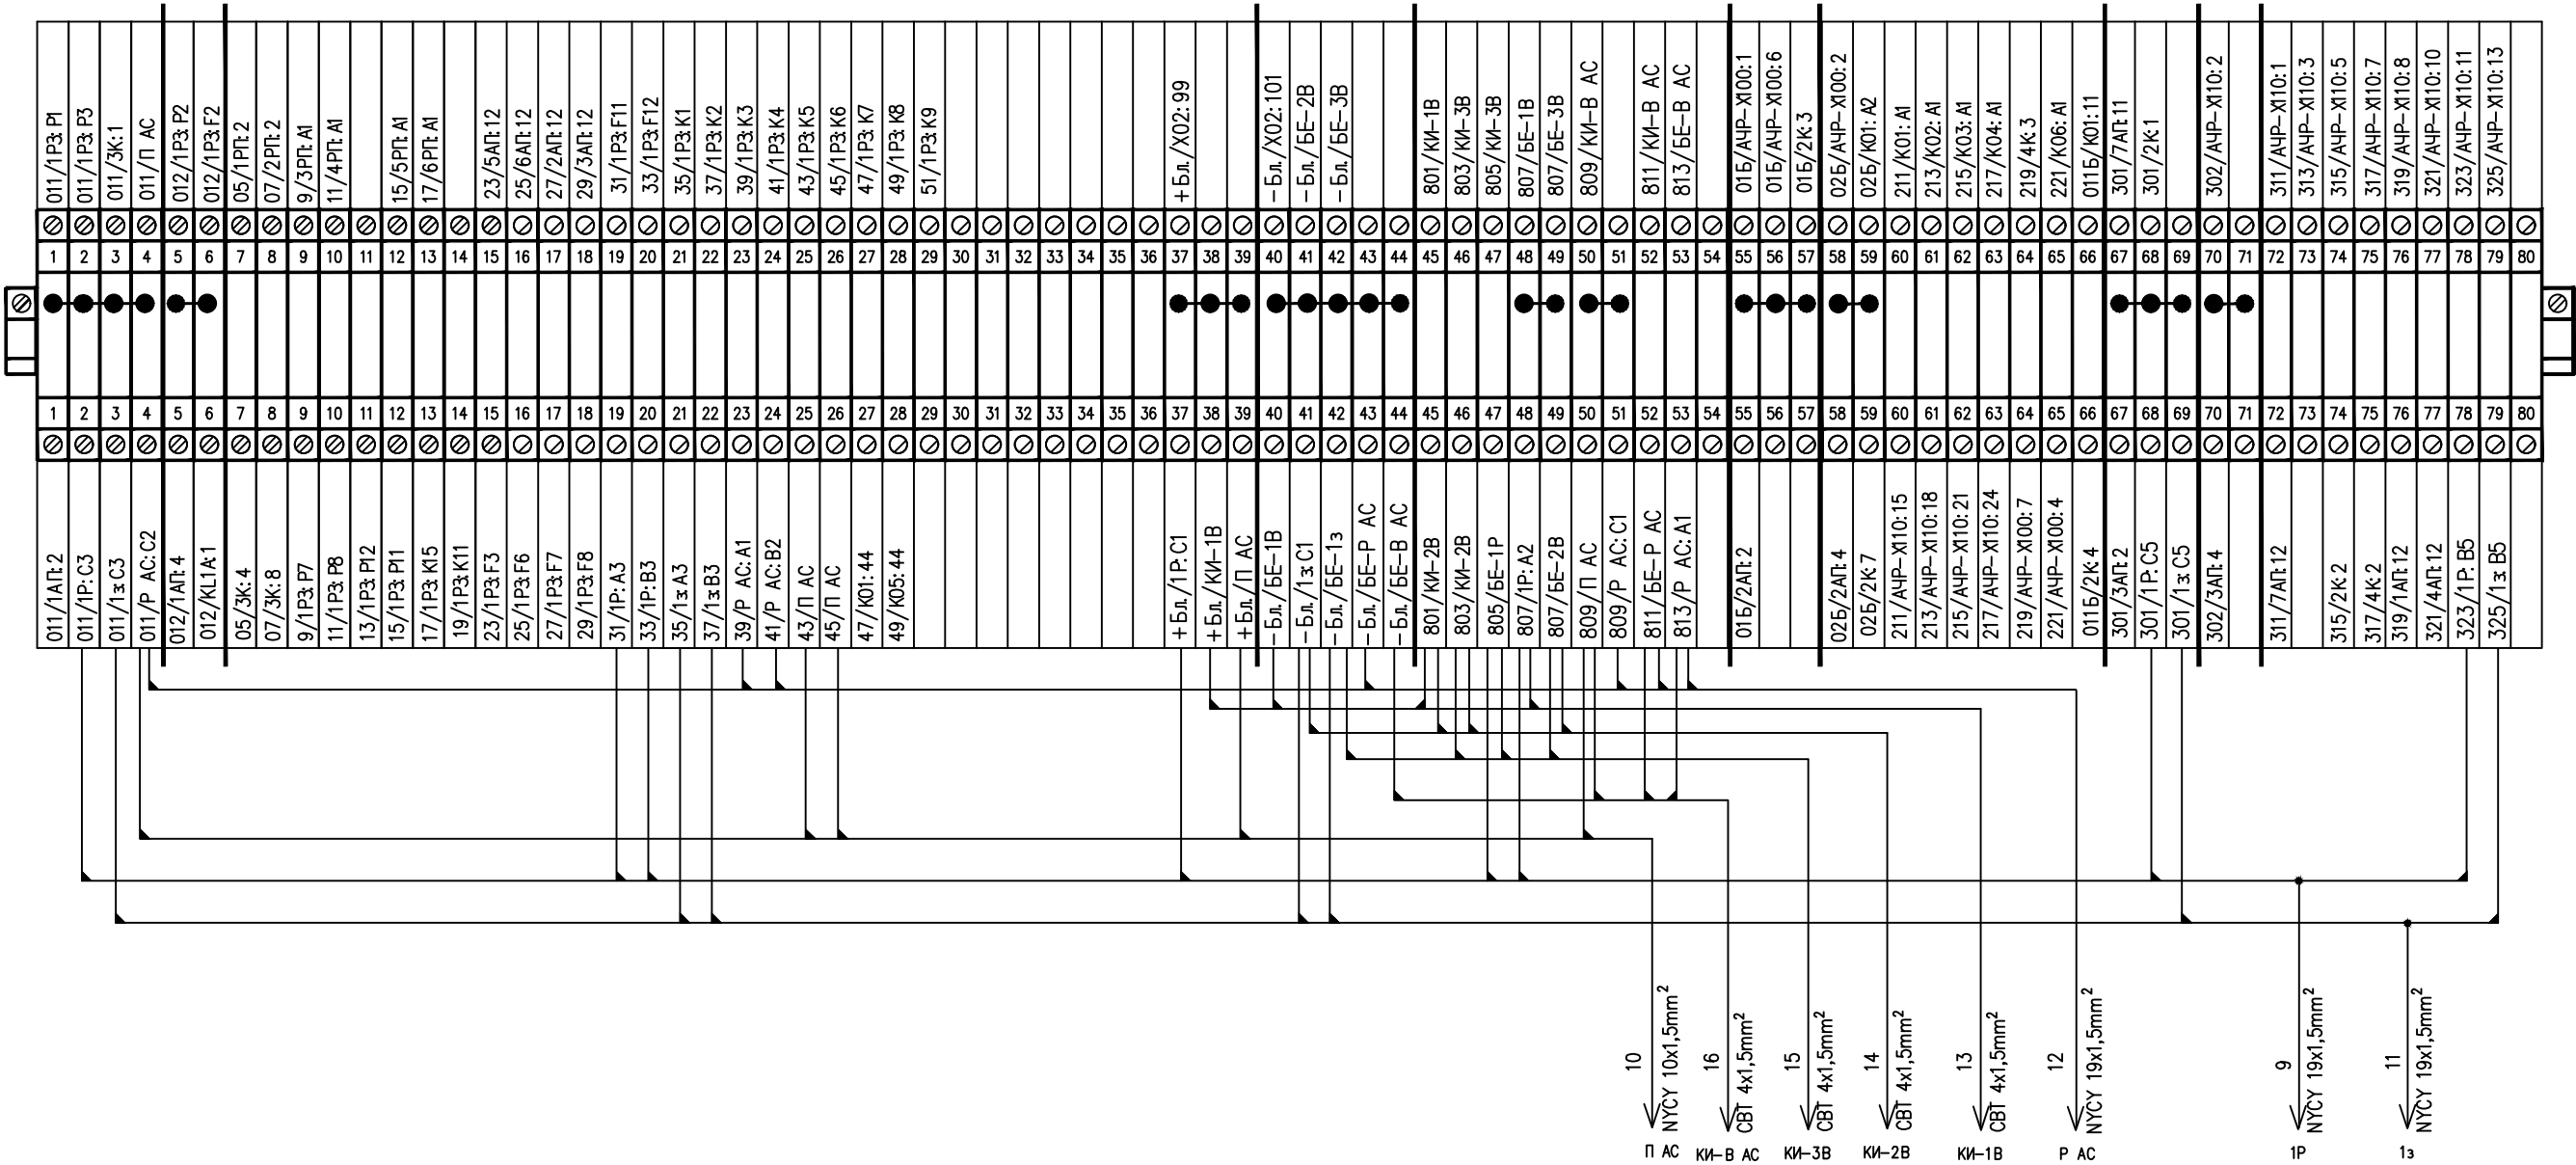 011/1РЗ:Р1
011/1РЗ:Р3
011/3К:1
011/П АС
012/1РЗ:Р2
012/1РЗ:F2
05/1РП:2
07/2РП:2
9/3РП:А1
11/4РП:А1
15/5РП:А1
17/6РП:А1
23/5АП:12
25/6АП:12
27/2АП:12
29/3АП:12
31/1РЗ:F11
33/1РЗ:F12
35/1РЗ:К1
37/1РЗ:К2
39/1РЗ:К3
41/1РЗ:К4
43/1РЗ:К5
45/1РЗ:К6
47/1РЗ:К7
49/1РЗ:К8
51/1РЗ:К9
+Бл./Х02:99
-Бл./Х02:101
-Бл./БЕ-2В
-Бл./БЕ-3В
801/КИ-1В
803/КИ-3В
805/КИ-3В
807/БЕ-1В
807/БЕ-3В
809/КИ-В АС
811/КИ-В АС
813/БЕ-В АС
01Б/АЧР-Х100:1
01Б/АЧР-Х100:6
01Б/2К:3
02Б/АЧР-Х100:2
02Б/К01:А2
211/К01:А1
213/К02:А1
215/К03:А1
217/К04:А1
219/4К:3
221/К06:А1
011Б/К01:11
301/7АП:11
301/2К:1
302/АЧР-Х110:2
311/АЧР-Х110:1
313/АЧР-Х110:3
315/АЧР-Х110:5
317/АЧР-Х110:7
319/АЧР-Х110:8
321/АЧР-Х110:10
323/АЧР-Х110:11
325/АЧР-Х110:13
1 2 3 4 5 6 7 8 9 10 11 12 13 14 15 16 17 18 19 20 21 22 23 24 25 26 27 28 29 30 31 32 33 34 35 36 37 38 39 40 41 42 43 44 45 46 47 48 49 50 51 52 53 54 55 56 57 58 59 60 61 62 63 64 65 66 67 68 69 70 71 72 73 74 75 76 77 78 79 80
1 2 3 4 5 6 7 8 9 10 11 12 13 14 15 16 17 18 19 20 21 22 23 24 25 26 27 28 29 30 31 32 33 34 35 36 37 38 39 40 41 42 43 44 45 46 47 48 49 50 51 52 53 54 55 56 57 58 59 60 61 62 63 64 65 66 67 68 69 70 71 72 73 74 75 76 77 78 79 80
011/1АП:2
011/1Р:С3
011/1з:С3
011/Р АС:С2
012/1АП:4
012/KL1А:1
05/3К:4
07/3К:8
9/1РЗ:Р7
11/1РЗ:Р8
13/1РЗ:Р12
15/1РЗ:Р11
17/1РЗ:К15
19/1РЗ:К11
23/1РЗ:F3
25/1РЗ:F6
27/1РЗ:F7
29/1РЗ:F8
31/1Р:А3
33/1Р:В3
35/1з:А3
37/1з:В3
39/Р АС:А1
41/Р АС:В2
43/П АС
45/П АС
47/К01:44
49/К05:44
+Бл./1Р:С1
+Бл./КИ-1В
+Бл./П АС
-Бл./БЕ-1В
-Бл./1з:С1
-Бл./БЕ-1з
-Бл./БЕ-Р АС
-Бл./БЕ-В АС
801/КИ-2В
803/КИ-2В
805/БЕ-1Р
807/1Р:А2
807/БЕ-2В
809/П АС
809/Р АС:С1
811/БЕ-Р АС
813/Р АС:А1
01Б/2АП:2
02Б/2АП:4
02Б/2К:7
211/АЧР-Х110:15
213/АЧР-Х110:18
215/АЧР-Х110:21
217/АЧР-Х110:24
219/АЧР-Х100:7
221/АЧР-Х100:4
011Б/2К:4
301/3АП:2
301/1Р:С5
301/1з:С5
302/3АП:4
311/7АП:12
315/2К:2
317/4К:2
319/1АП:12
321/4АП:12
323/1Р:В5
325/1з:В5
10
NYCY 10x1,5mm²
П АС
16
СВТ 4x1,5mm²
КИ-В АС
15
СВТ 4x1,5mm²
КИ-3В
14
СВТ 4x1,5mm²
КИ-2В
13
СВТ 4x1,5mm²
КИ-1В
12
NYCY 19x1,5mm²
Р АС
9
NYCY 19x1,5mm²
1Р
11
NYCY 19x1,5mm²
1з